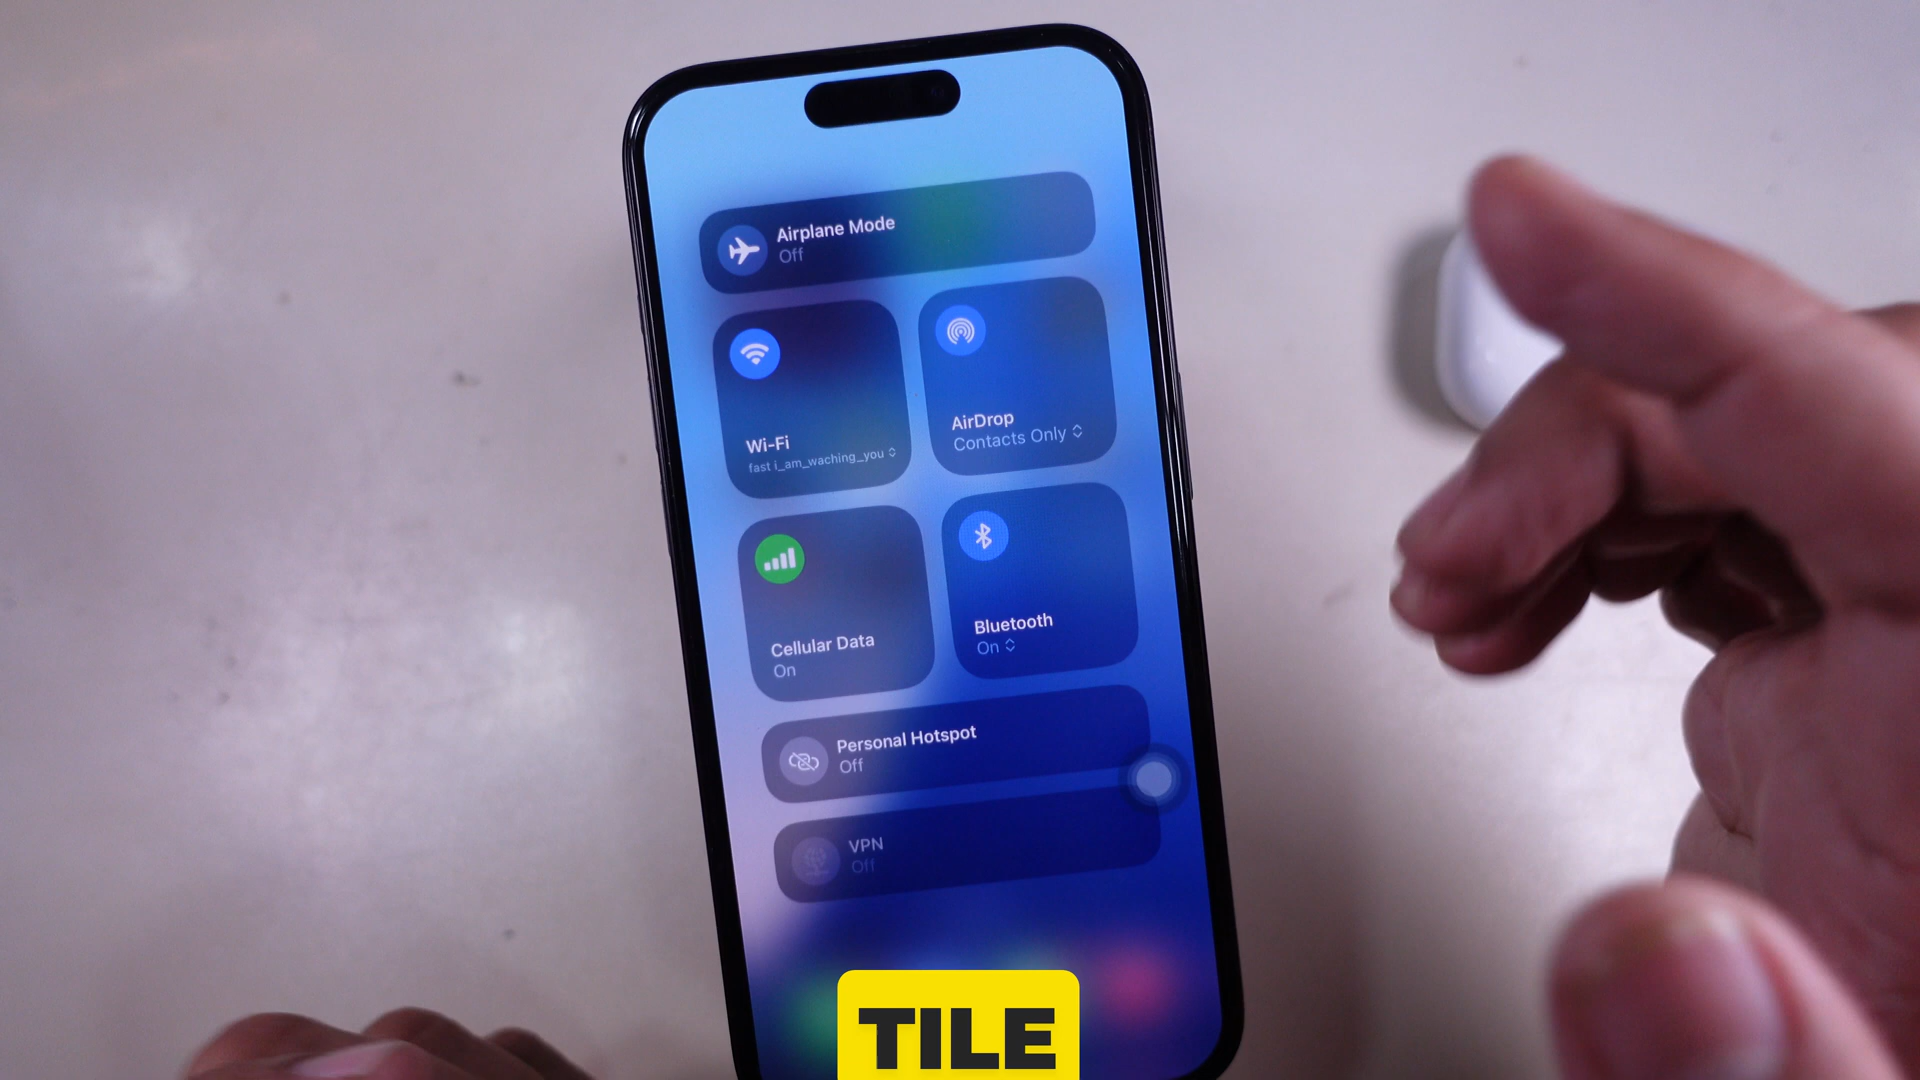 Airplane Mode
Off
Wi-Fi
fast i_am_waching_you
AirDrop
Contacts Only
Cellular Data
On
Bluetooth
On
Personal Hotspot
Off
VPN
Off
TILE